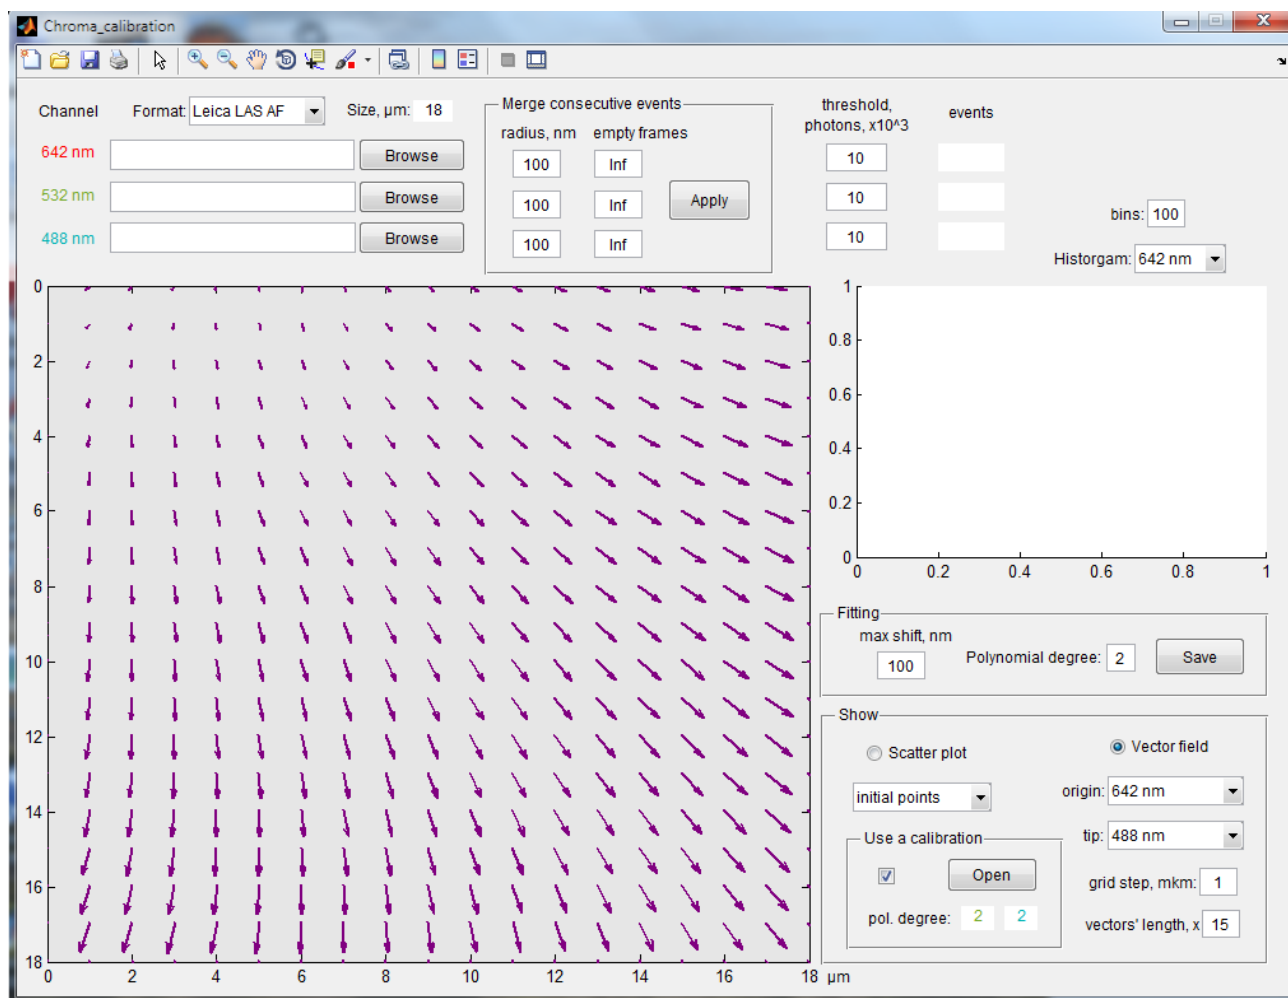 Chroma_calibration
Channel Format: Leica LAS AF Size, µm: 18
642 nm Browse
532 nm Browse
488 nm Browse
Merge consecutive events
radius, nm empty frames
100 Inf
100 Inf
100 Inf
Apply
threshold,
photons, x10^3
events
10
10
10
bins: 100
Historgam: 642 nm
0
2
4
6
8
10
12
14
16
18
0 2 4 6 8 10 12 14 16 18 µm
1
0.8
0.6
0.4
0.2
0
0 0.2 0.4 0.6 0.8 1
Fitting
max shift, nm
100
Polynomial degree: 2 Save
Show
Scatter plot Vector field
initial points
origin: 642 nm
tip: 488 nm
Use a calibration
Open
pol. degree: 2 2
grid step, mkm: 1
vectors' length, x 15